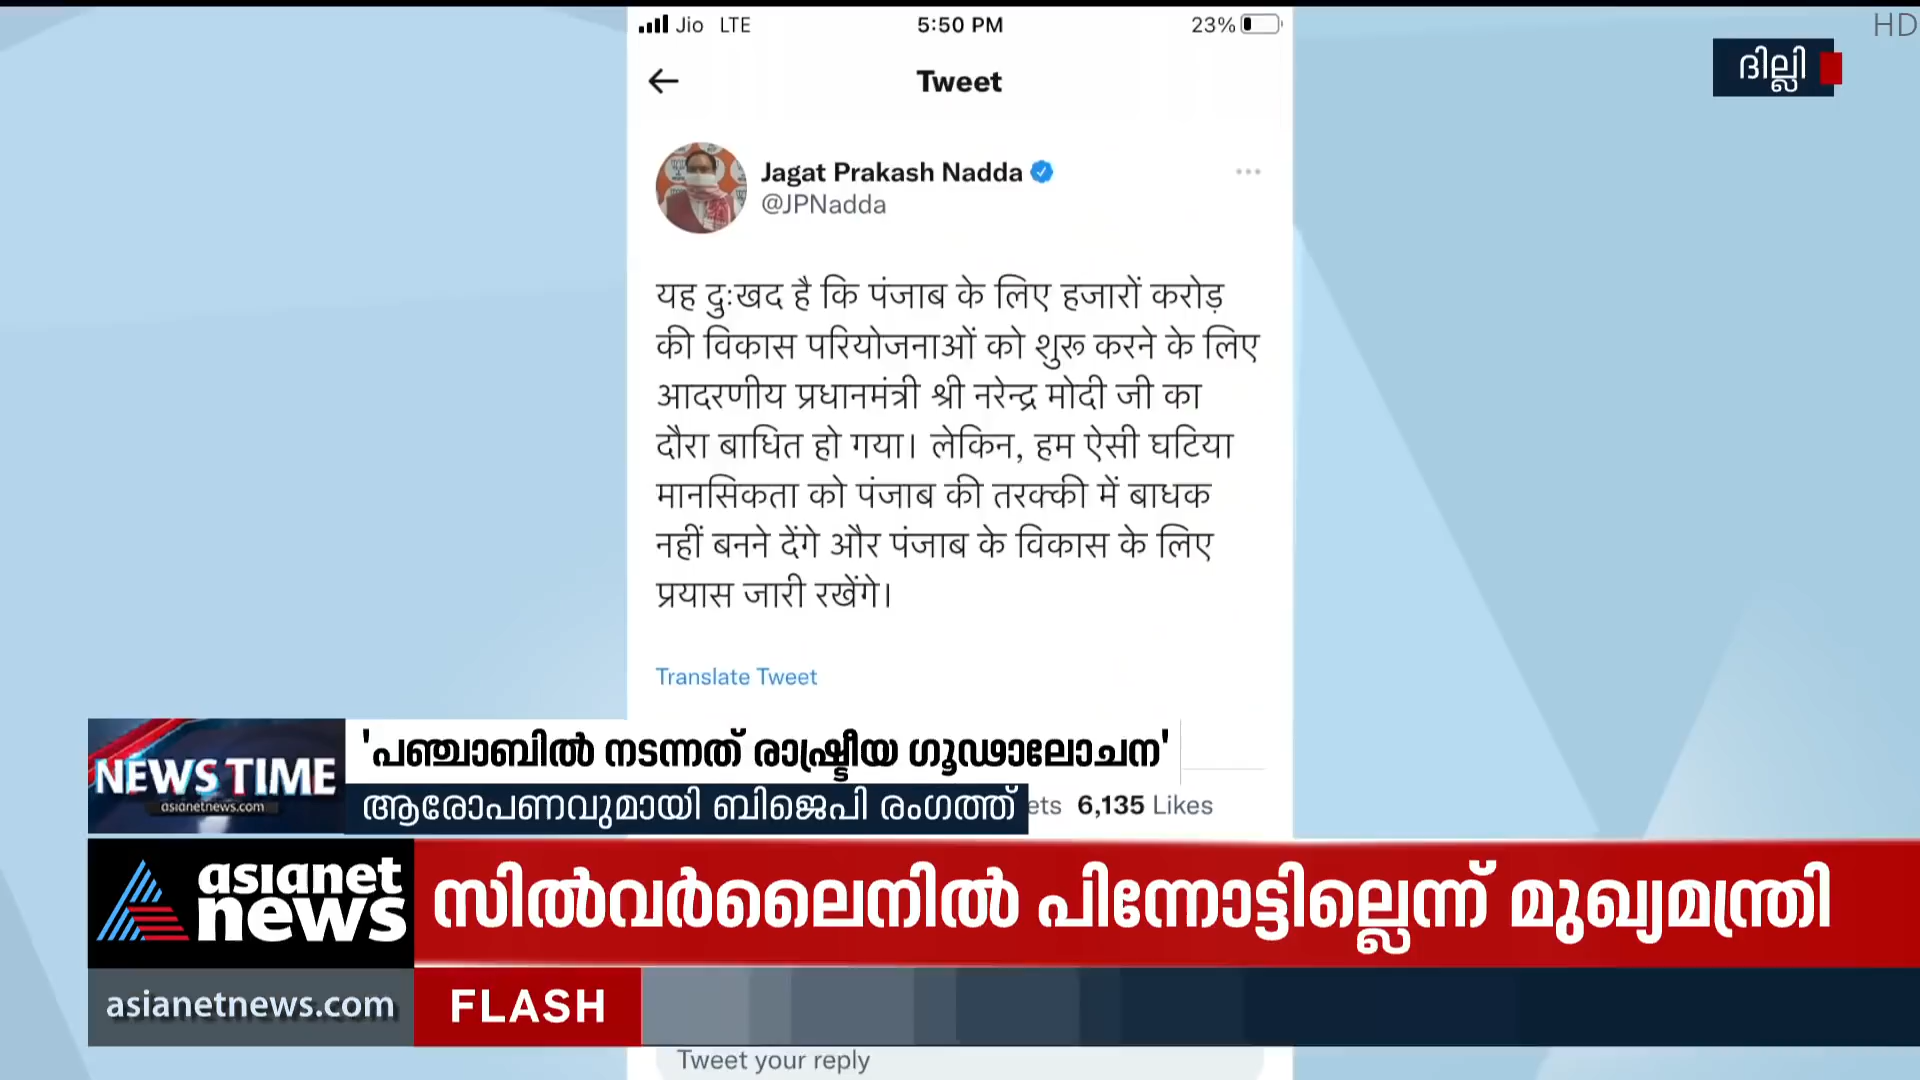 Jio LTE 5:50 PM 23%
HD
ദില്ലി
Tweet
Jagat Prakash Nadda
@JPNadda
यह दुःखद है कि पंजाब के लिए हजारों करोड़
की विकास परियोजनाओं को शुरू करने के लिए
आदरणीय प्रधानमंत्री श्री नरेन्द्र मोदी जी का
दौरा बाधित हो गया। लेकिन, हम ऐसी घटिया
मानसिकता को पंजाब की तरक्की में बाधक
नहीं बनने देंगे और पंजाब के विकास के लिए
प्रयास जारी रखेंगे।
Translate Tweet
NEWS TIME
asianetnews.com
'പഞ്ചാബിൽ നടന്നത് രാഷ്ട്രീയ ഗൂഢാലോചന'
ആരോപണവുമായി ബിജെപി രംഗത്ത്
ets 6,135 Likes
asianet
news
സിൽവർലൈനിൽ പിന്നോട്ടില്ലെന്ന് മുഖ്യമന്ത്രി
asianetnews.com
FLASH
Tweet your reply